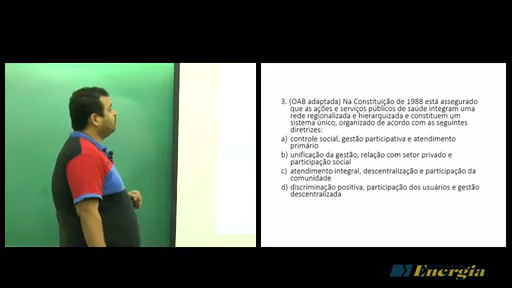 3. (OAB adaptada) Na Constituição de 1988 está assegurado
que as ações e serviços públicos de saúde integram uma
rede regionalizada e hierarquizada e constituem um
sistema único, organizado de acordo com as seguintes
diretrizes:
a) controle social, gestão participativa e atendimento
primário
b) unificação da gestão, relação com setor privado e
participação social
c) atendimento integral, descentralização e participação da
comunidade
d) discriminação positiva, participação dos usuários e gestão
descentralizada
Energia